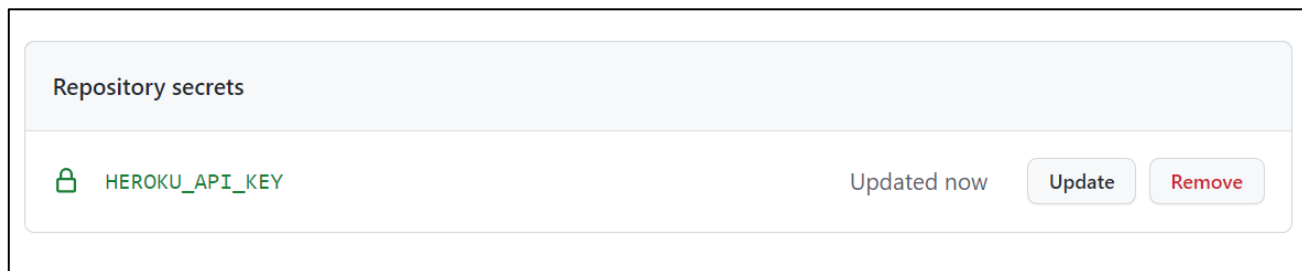 Repository secrets
HEROKU_API_KEY Updated now Update Remove